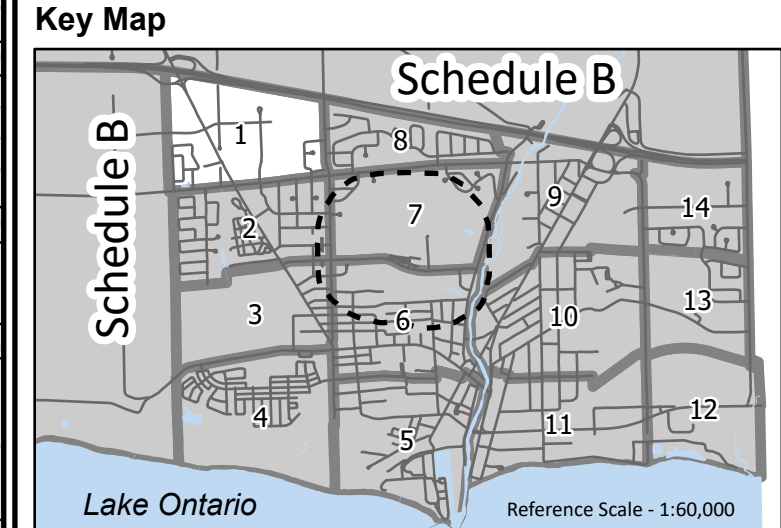 Key Map
Schedule B
Schedule B
1
8
2
7
9
14
3
6
10
13
4
5
11
12
Lake Ontario
Reference Scale - 1:60,000